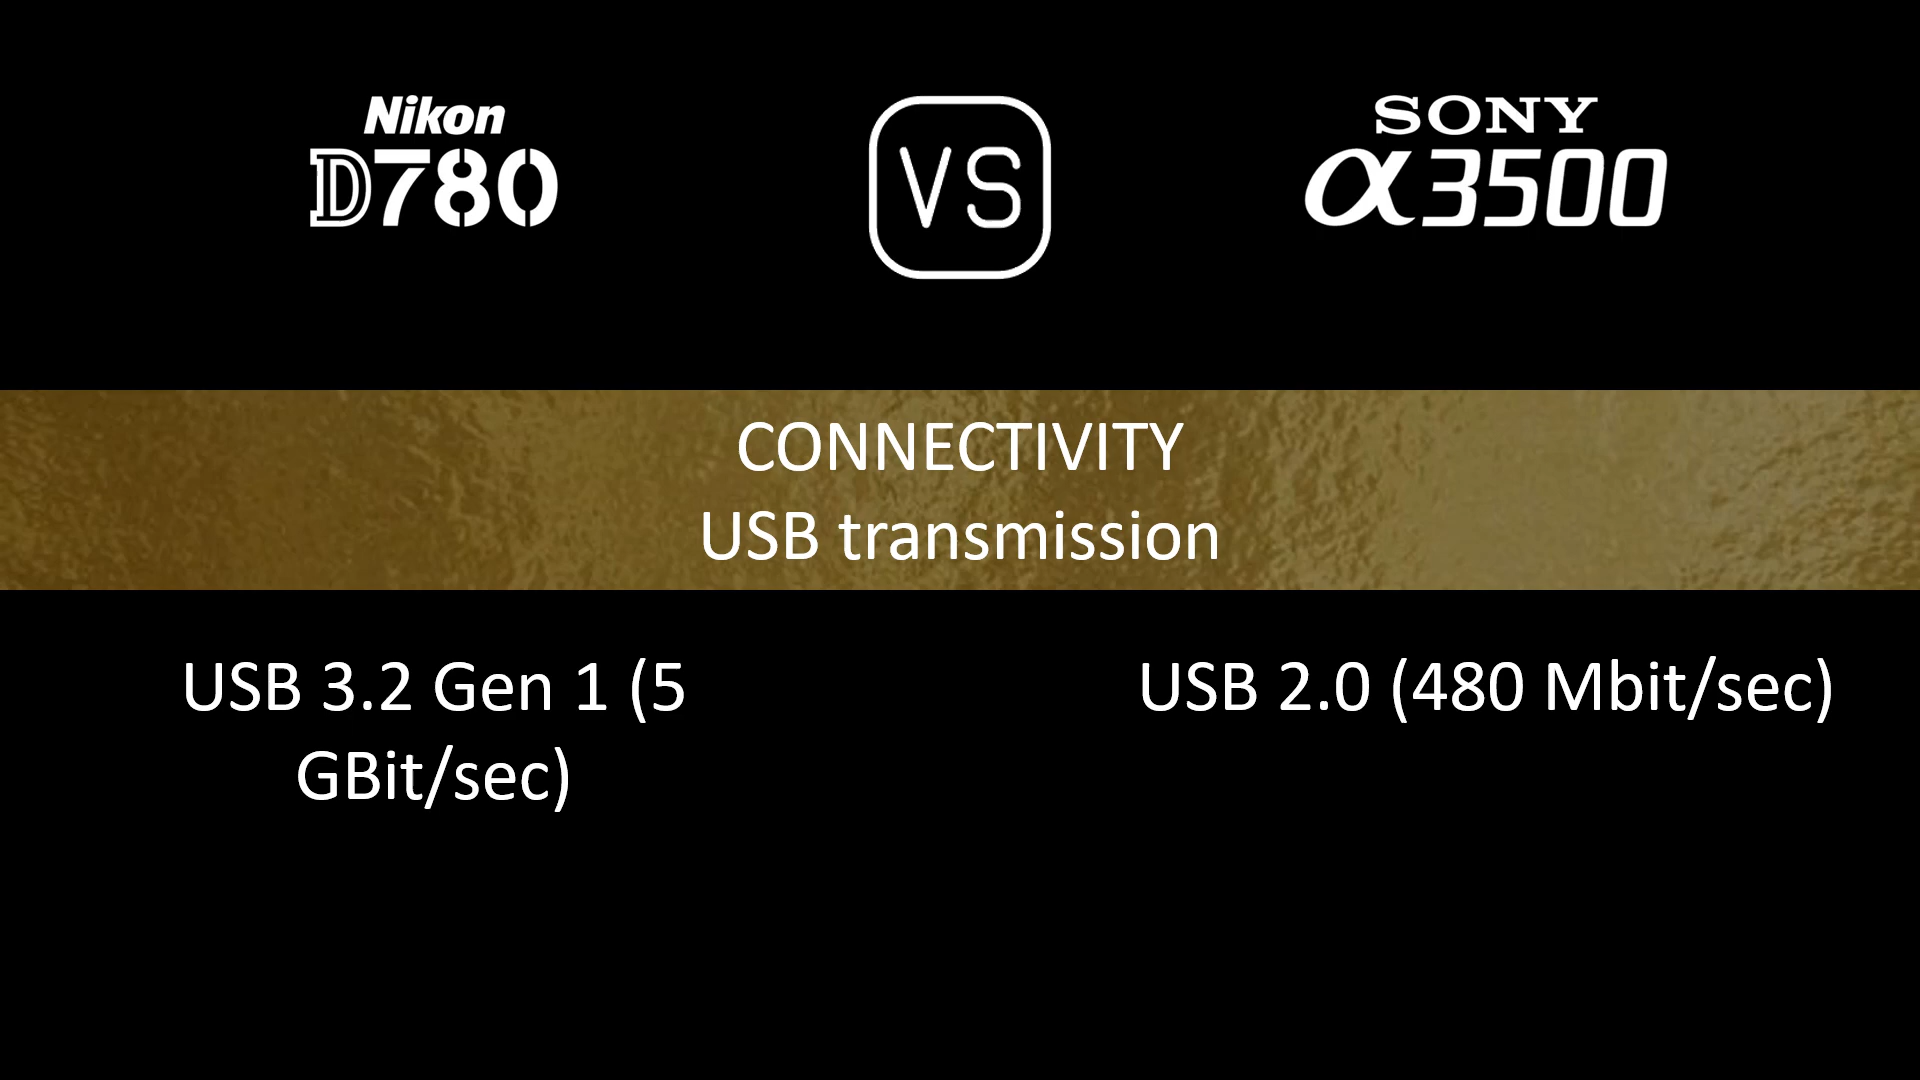 Nikon
D780
VS
SONY
α3500
CONNECTIVITY
USB transmission
USB 3.2 Gen 1 (5
GBit/sec)
USB 2.0 (480 Mbit/sec)